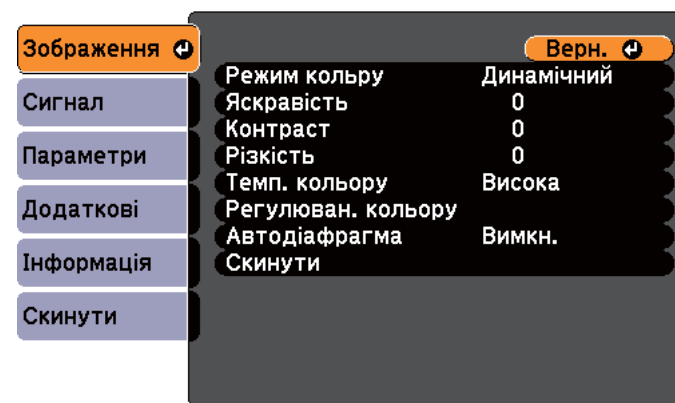 Зображення
Сигнал
Параметри
Додаткові
Інформація
Скинути
Верн.
Режим кольру Динамічний
Яскравість 0
Контраст 0
Різкість 0
Темп. кольору Висока
Регулюван. кольору
Автодіафрагма Вимкн.
Скинути